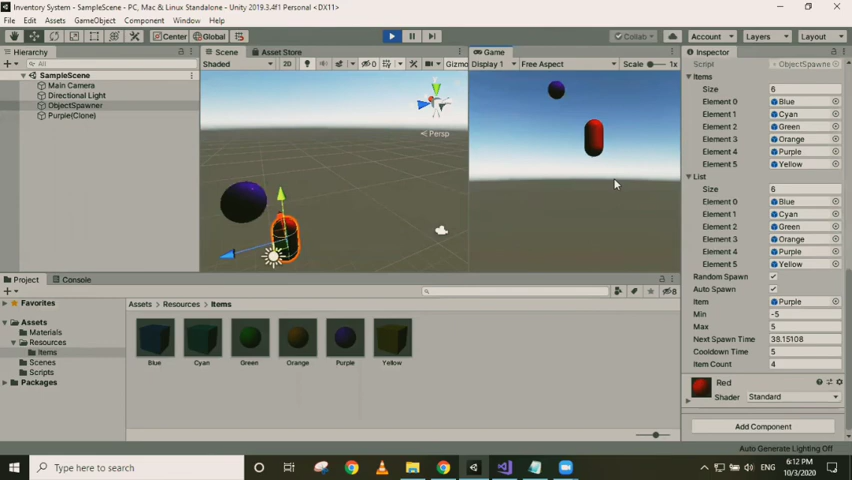 Inventory System - SampleScene - PC, Mac & Linux Standalone - Unity 2019.3.4f1 Personal <DX11>
File Edit Assets GameObject Component Window Help
Center Global Collab Account Layers Layout
Hierarchy
All
SampleScene
Main Camera
Directional Light
ObjectSpawner
Purple(Clone)
Scene Asset Store
Shaded 2D 0 Gizmo
Persp
Game
Display 1 Free Aspect Scale 1x
Inspector
Script ObjectSpawne
Items
Size 6
Element 0 Blue
Element 1 Cyan
Element 2 Green
Element 3 Orange
Element 4 Purple
Element 5 Yellow
List
Size 6
Element 0 Blue
Element 1 Cyan
Element 2 Green
Element 3 Orange
Element 4 Purple
Element 5 Yellow
Random Spawn
Auto Spawn
Item Purple
Min -5
Max 5
Next Spawn Time 38.15108
Cooldown Time 5
Item Count 4
Red
Shader Standard
Add Component
Auto Generate Lighting Off
Project Console
8
Favorites
Assets
Materials
Resources
Items
Scenes
Scripts
Packages
Assets Resources Items
Blue Cyan Green Orange Purple Yellow
Type here to search
ENG
6:12 PM
10/3/2020